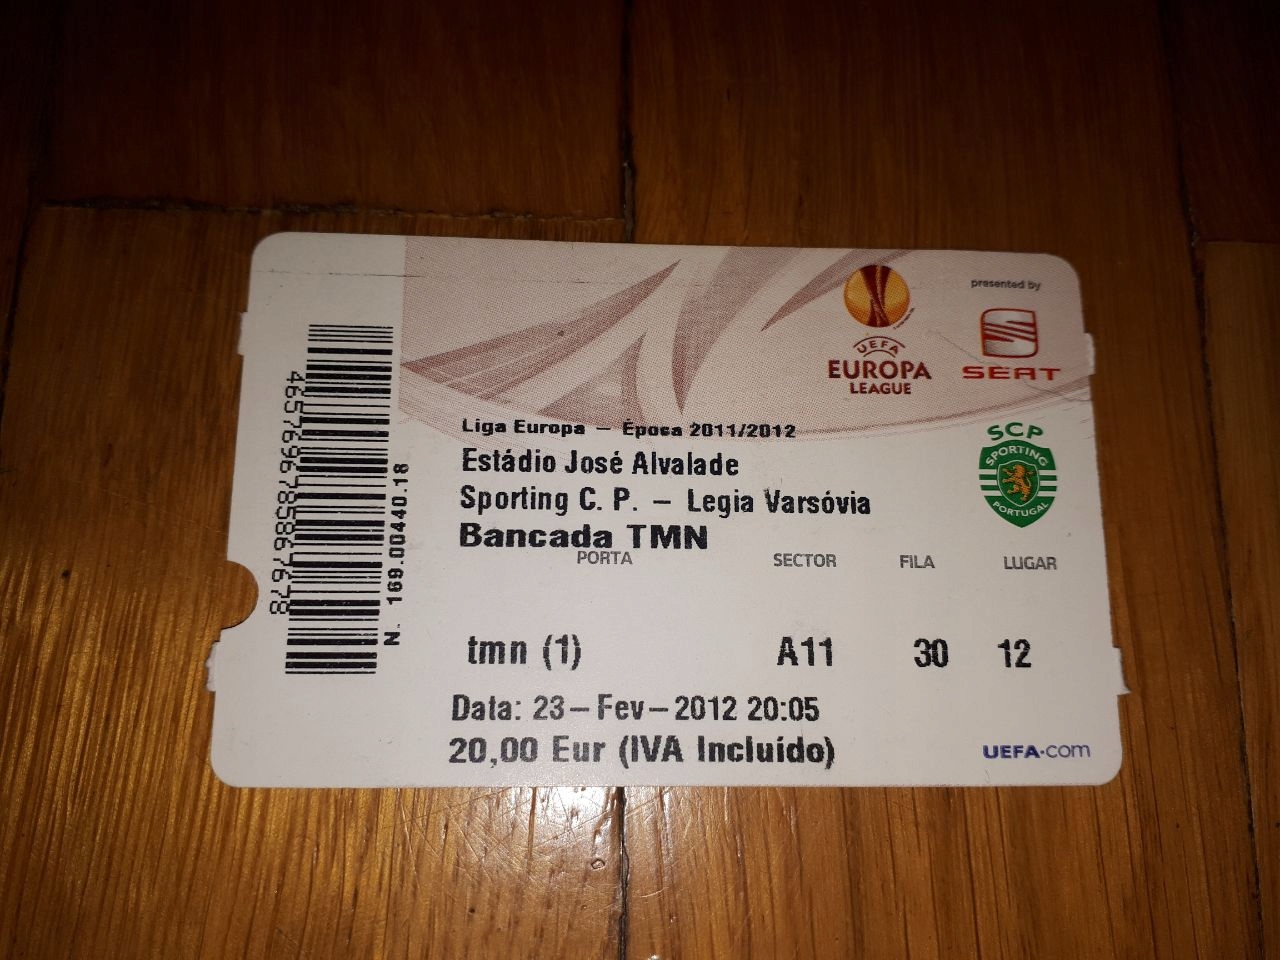 presented by
UEFA
EUROPA
LEAGUE
SEAT
Liga Europa – Época 2011/2012
Estádio José Alvalade
Sporting C. P. – Legia Varsóvia
Bancada TMN
SCP
SPORTING
PORTUGAL
PORTA SECTOR FILA LUGAR
tmn (1) A11 30 12
Data: 23–Fev–2012 20:05
20,00 Eur (IVA Incluído)
UEFA.com
N. 169.00440.18